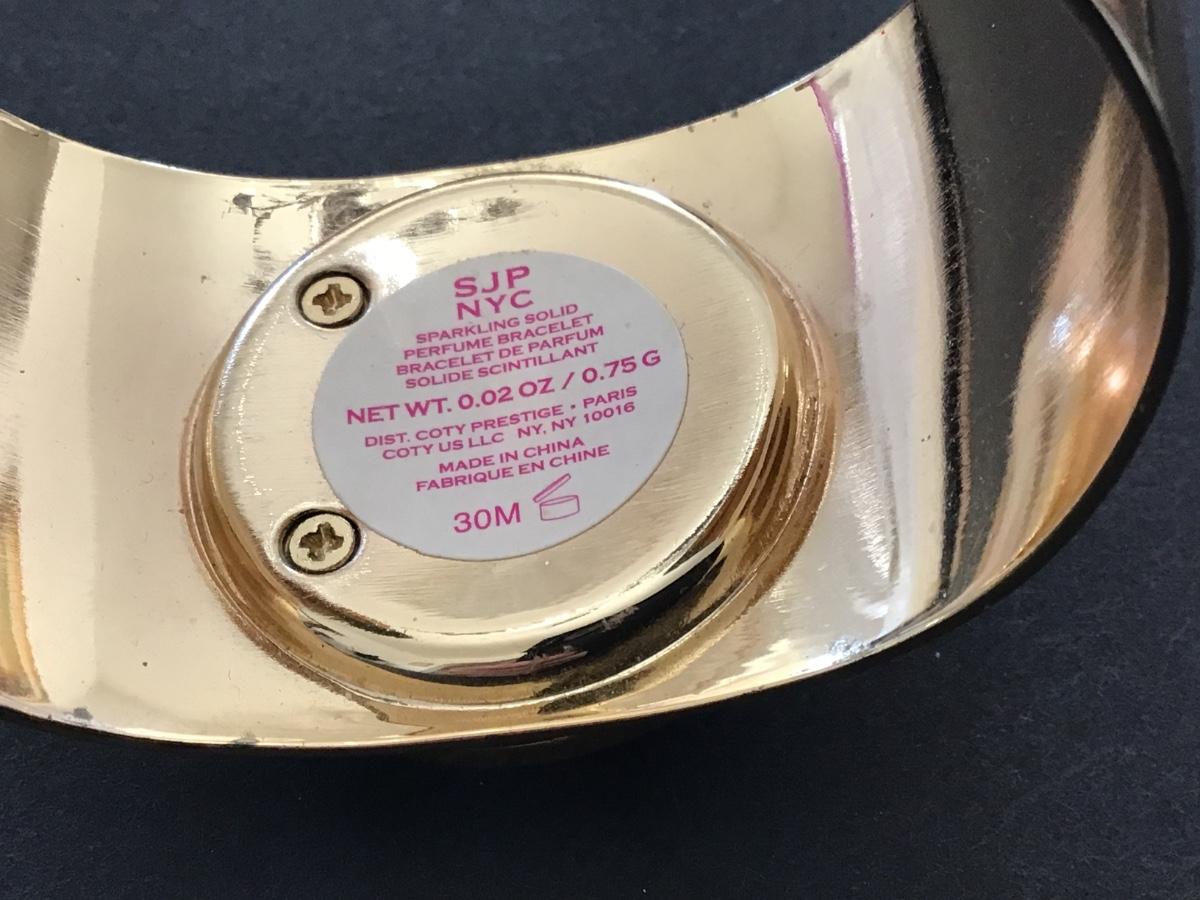 SJP
NYC
SPARKLING SOLID
PERFUME BRACELET
BRACELET DE PARFUM
SOLIDE SCINTILLANT
NET WT. 0.02 OZ / 0.75 G
DIST. COTY PRESTIGE • PARIS
COTY US LLC NY, NY 10016
MADE IN CHINA
FABRIQUE EN CHINE
30M